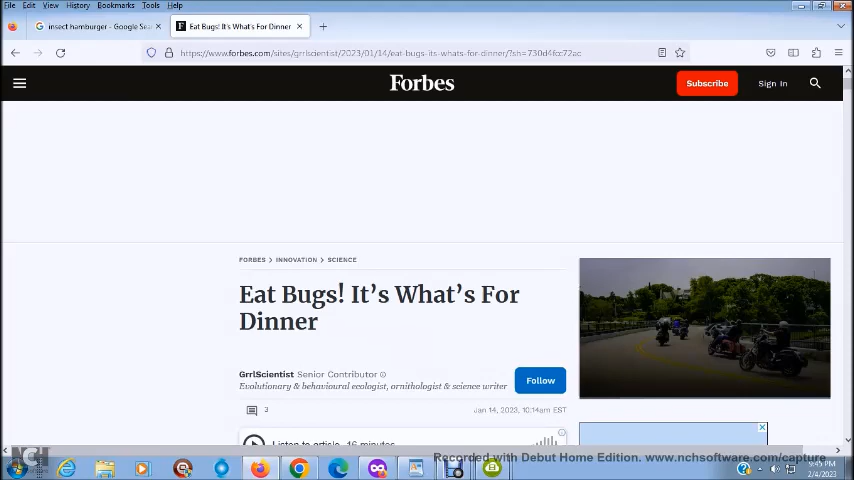 File Edit View History Bookmarks Tools Help
insect hamburger - Google Sea
Eat Bugs! It's What's For Dinner
https://www.forbes.com/sites/grrlscientist/2023/01/14/eat-bugs-its-whats-for-dinner/?sh=730d4fcc72ac
Forbes
Subscribe
Sign In
FORBES > INNOVATION > SCIENCE
Eat Bugs! It's What's For
Dinner
GrrlScientist Senior Contributor
Evolutionary & behavioural ecologist, ornithologist & science writer
Follow
3
Jan 14, 2023, 10:14am EST
Listen to article 16 minutes
NCH
Recorded with Debut Home Edition. www.nchsoftware.com/capture
9:45 PM
2/4/2023